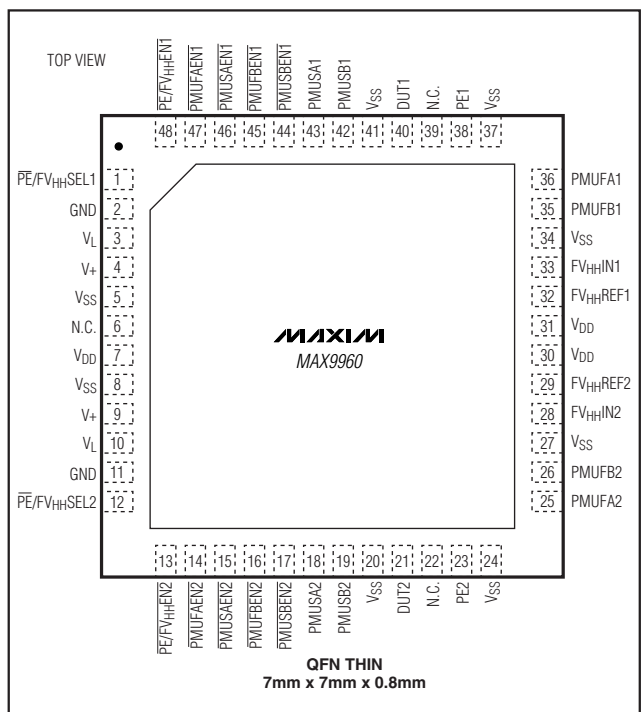 TOP VIEW
PE/FVHHEN1
PMUFAEN1
PMUSAEN1
PMUFBEN1
PMUSBEN1
PMUSA1
PMUSB1
VSS
DUT1
N.C.
PE1
VSS
48 47 46 45 44 43 42 41 40 39 38 37
PE/FVHHSEL1 1
GND 2
VL 3
V+ 4
VSS 5
N.C. 6
VDD 7
VSS 8
V+ 9
VL 10
GND 11
PE/FVHHSEL2 12
MAXIM
MAX9960
36 PMUFA1
35 PMUFB1
34 VSS
33 FVHHIN1
32 FVHHREF1
31 VDD
30 VDD
29 FVHHREF2
28 FVHHIN2
27 VSS
26 PMUFB2
25 PMUFA2
13 14 15 16 17 18 19 20 21 22 23 24
PE/FVHHEN2
PMUFAEN2
PMUSAEN2
PMUFBEN2
PMUSBEN2
PMUSA2
PMUSB2
VSS
DUT2
N.C.
PE2
VSS
QFN THIN
7mm x 7mm x 0.8mm